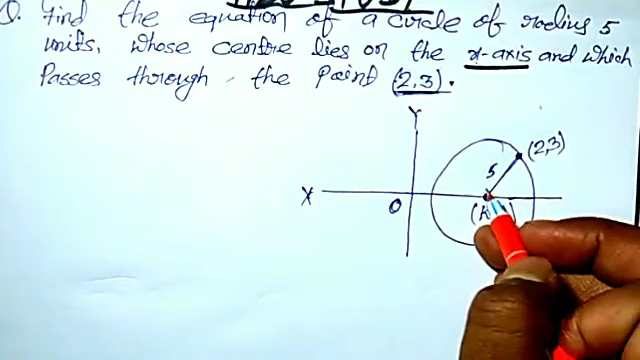 Q. Find the equation of a circle of radius 5
units, whose centre lies on the x-axis and which
Passes through the point (2,3).
Y
(2,3)
5
X
O